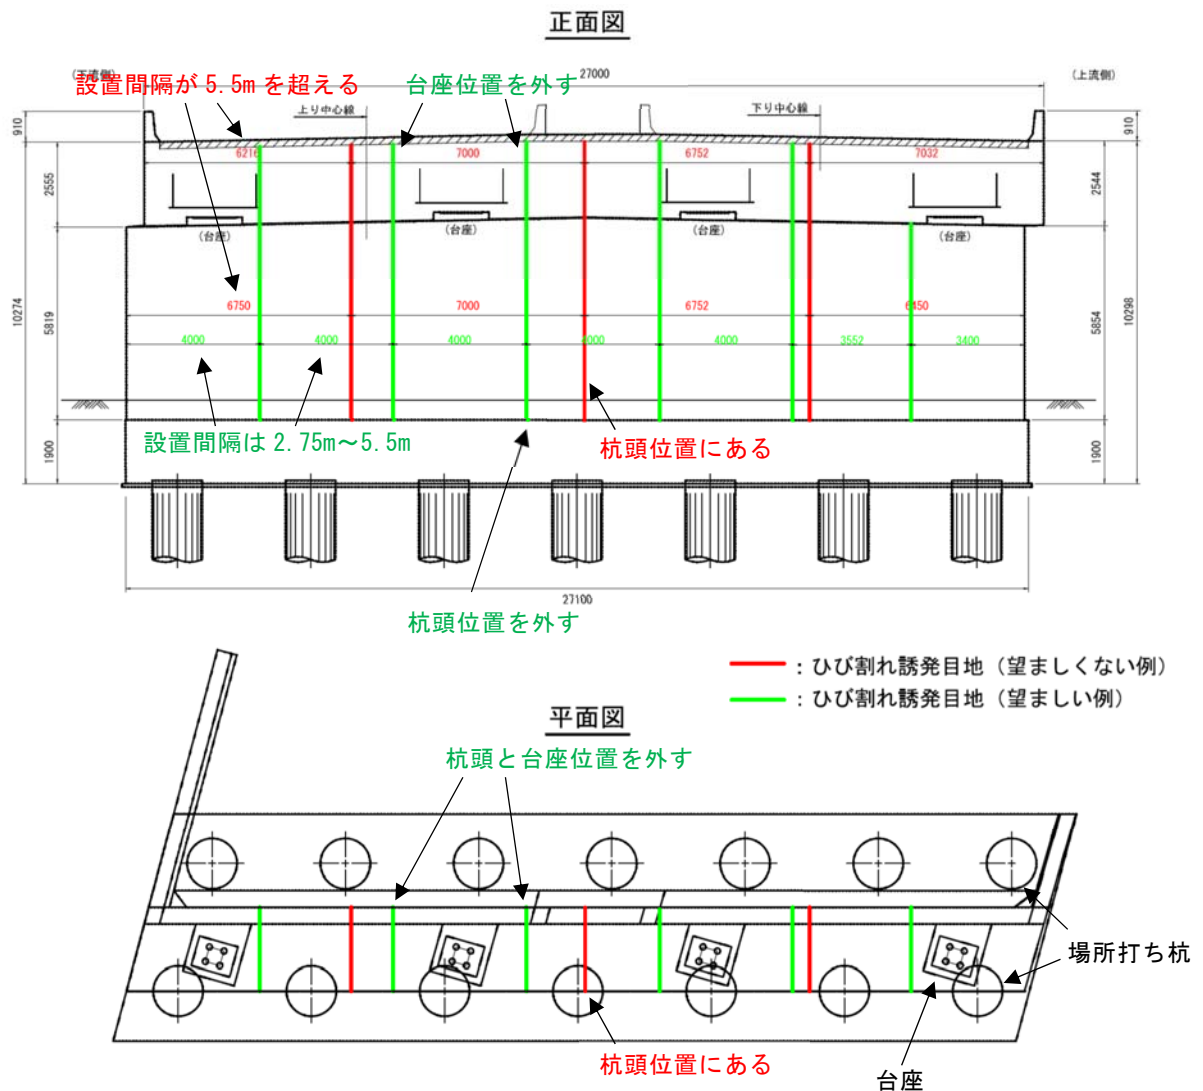 正面図
(下流側)
設置間隔が 5.5m を超える
台座位置を外す
27000
(上流側)
上り中心線
下り中心線
910
910
6216
7000
6752
7032
2555
2544
(台座)
(台座)
(台座)
(台座)
10274
5819
6750
7000
6752
6450
5854
10298
4000
4000
4000
4000
4000
3552
3400
設置間隔は 2.75m～5.5m
杭頭位置にある
1900
1900
27100
杭頭位置を外す
：ひび割れ誘発目地（望ましくない例）
：ひび割れ誘発目地（望ましい例）
平面図
杭頭と台座位置を外す
場所打ち杭
杭頭位置にある
台座